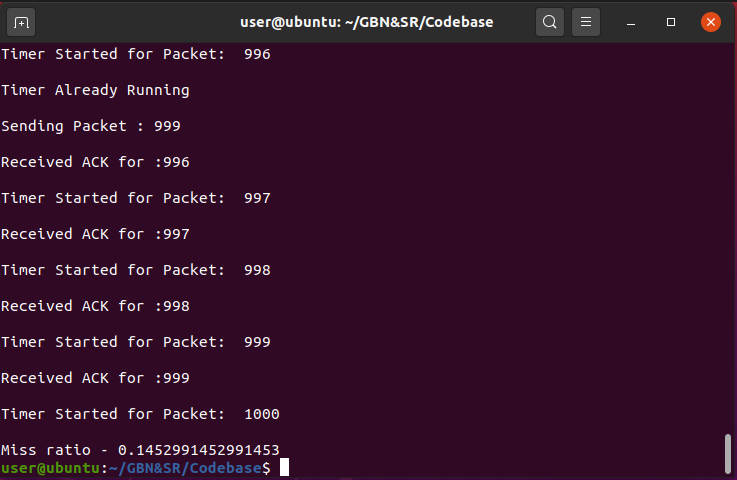 user@ubuntu: ~/GBN&SR/Codebase
Timer Started for Packet:  996
Timer Already Running
Sending Packet : 999
Received ACK for :996
Timer Started for Packet:  997
Received ACK for :997
Timer Started for Packet:  998
Received ACK for :998
Timer Started for Packet:  999
Received ACK for :999
Timer Started for Packet:  1000
Miss ratio - 0.1452991452991453
user@ubuntu:~/GBN&SR/Codebase$